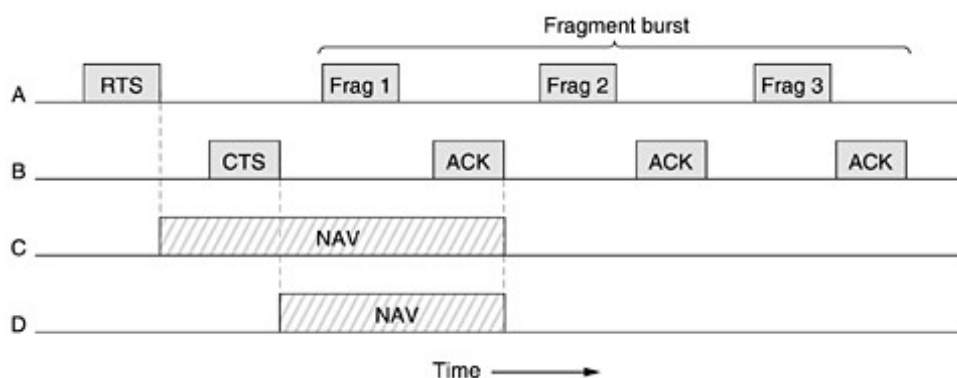 Fragment burst
A RTS Frag 1 Frag 2 Frag 3
B CTS ACK ACK ACK
C NAV
D NAV
Time